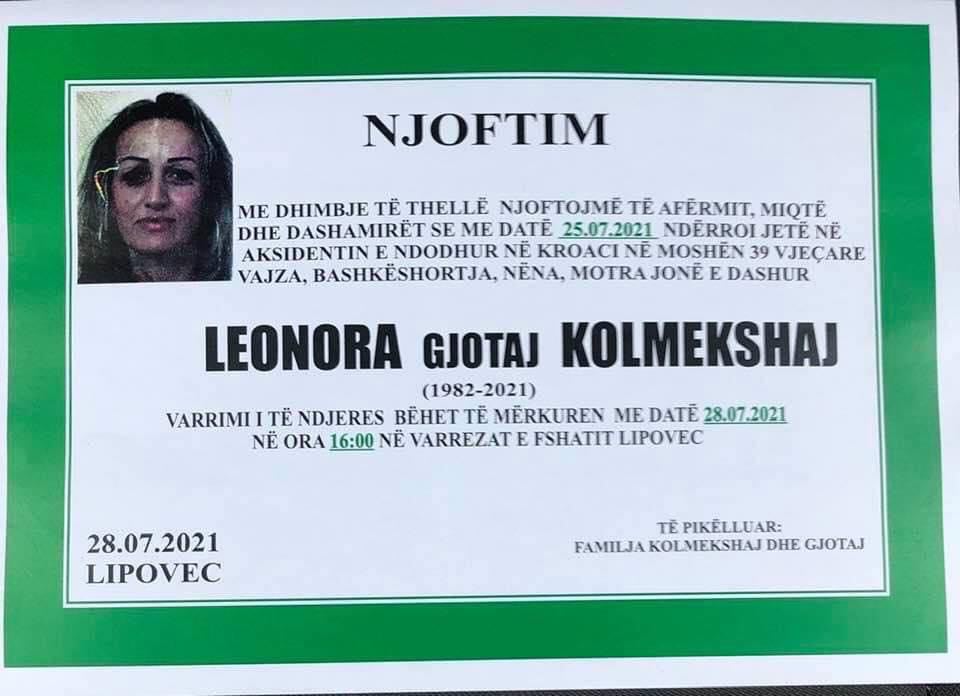 NJOFTIM
ME DHIMBJE TË THELLË NJOFTOJMË TË AFËRMIT, MIQTË
DHE DASHAMIRËT SE ME DATË 25.07.2021 NDËRROI JETË NË
AKSIDENTIN E NDODHUR NË KROACI NË MOSHËN 39 VJEÇARE
VAJZA, BASHKËSHORTJA, NËNA, MOTRA JONË E DASHUR
LEONORA GJOTAJ KOLMEKSHAJ
(1982-2021)
VARRIMI I TË NDJERES BËHET TË MËRKUREN ME DATË 28.07.2021
NË ORA 16:00 NË VARREZAT E FSHATIT LIPOVEC
28.07.2021
LIPOVEC
TË PIKËLLUAR:
FAMILJA KOLMEKSHAJ DHE GJOTAJ